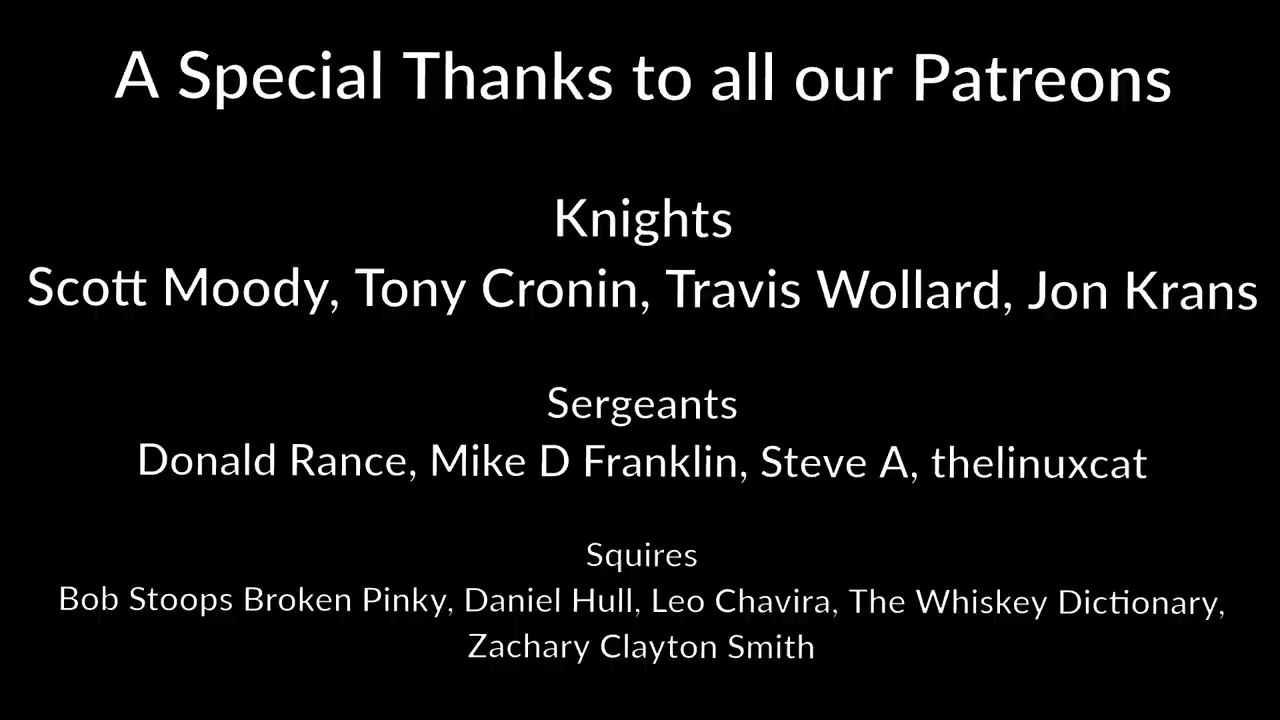 A Special Thanks to all our Patreons
Knights
Scott Moody, Tony Cronin, Travis Wollard, Jon Krans
Sergeants
Donald Rance, Mike D Franklin, Steve A, thelinuxcat
Squires
Bob Stoops Broken Pinky, Daniel Hull, Leo Chavira, The Whiskey Dictionary,
Zachary Clayton Smith